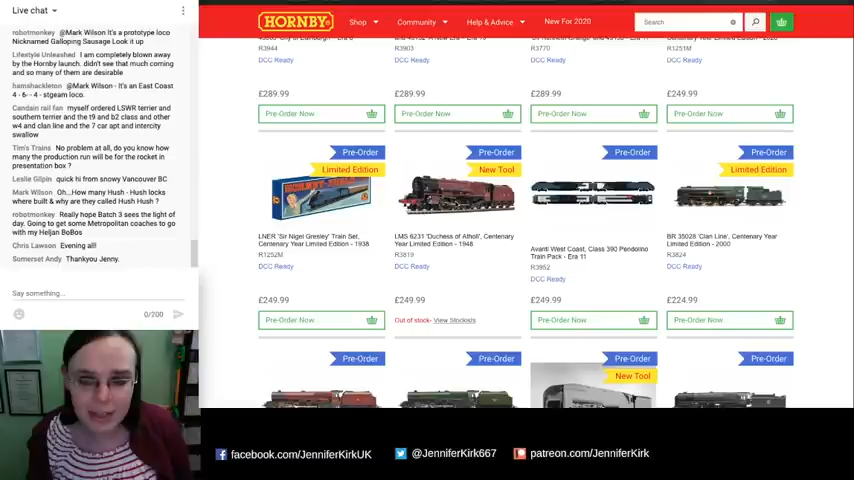 Live chat
robotmoney @Mark Wilson It's a prototype loco
Nicknamed Galloping Sausage Look it up
Lifestyle Unleashed I am completely blown away
by the Hornby launch. didn't see that much coming
and so many of them are desirable
hamshackleton @Mark Wilson - It's an East Coast
4 - 6- - 4 - stgeam loco.
Candain rail fan myself ordered LSWR terrier and
southern terrier and the t9 and b2 class and other
w4 and clan line and the 7 car apt and intercity
swallow
Tim's Trains No problem at all, do you know how
many the production run will be for the rocket in
presentation box ?
Leslie Gilpin quick hi from snowy Vancouver BC
Mark Wilson Oh...How many Hush - Hush locks
where built & why are they called Hush Hush ?
robotmonkey Really hope Batch 3 sees the light of
day. Going to get some Metropolitan coaches to go
with my Heljan BoBos
Chris Lawson Evening all!
Somerset Andy Thankyou Jenny.
Say something...
0/200
HORNBY
Shop
Community
Help & Advice
New For 2020
Search
R3944
R3903
R3770
R1251M
DCC Ready
DCC Ready
DCC Ready
DCC Ready
£289.99
£289.99
£289.99
£249.99
Pre-Order Now
Pre-Order Now
Pre-Order Now
Pre-Order Now
Pre-Order
Limited Edition
Pre-Order
New Tool
Pre-Order
Pre-Order
Limited Edition
LNER 'Sir Nigel Gresley' Train Set,
Centenary Year Limited Edition - 1938
R1252M
DCC Ready
£249.99
Pre-Order Now
LMS 6231 'Duchess of Atholl', Centenary
Year Limited Edition - 1948
R3819
DCC Ready
£249.99
Out of stock- View Stockists
Avanti West Coast, Class 390 Pendolino
Train Pack - Era 11
R3952
DCC Ready
£249.99
Pre-Order Now
BR 35028 'Clan Line', Centenary Year
Limited Edition - 2000
R3824
DCC Ready
£224.99
Pre-Order Now
Pre-Order
Pre-Order
Pre-Order
New Tool
Pre-Order
facebook.com/JenniferKirkUK
@JenniferKirk667
patreon.com/JenniferKirk